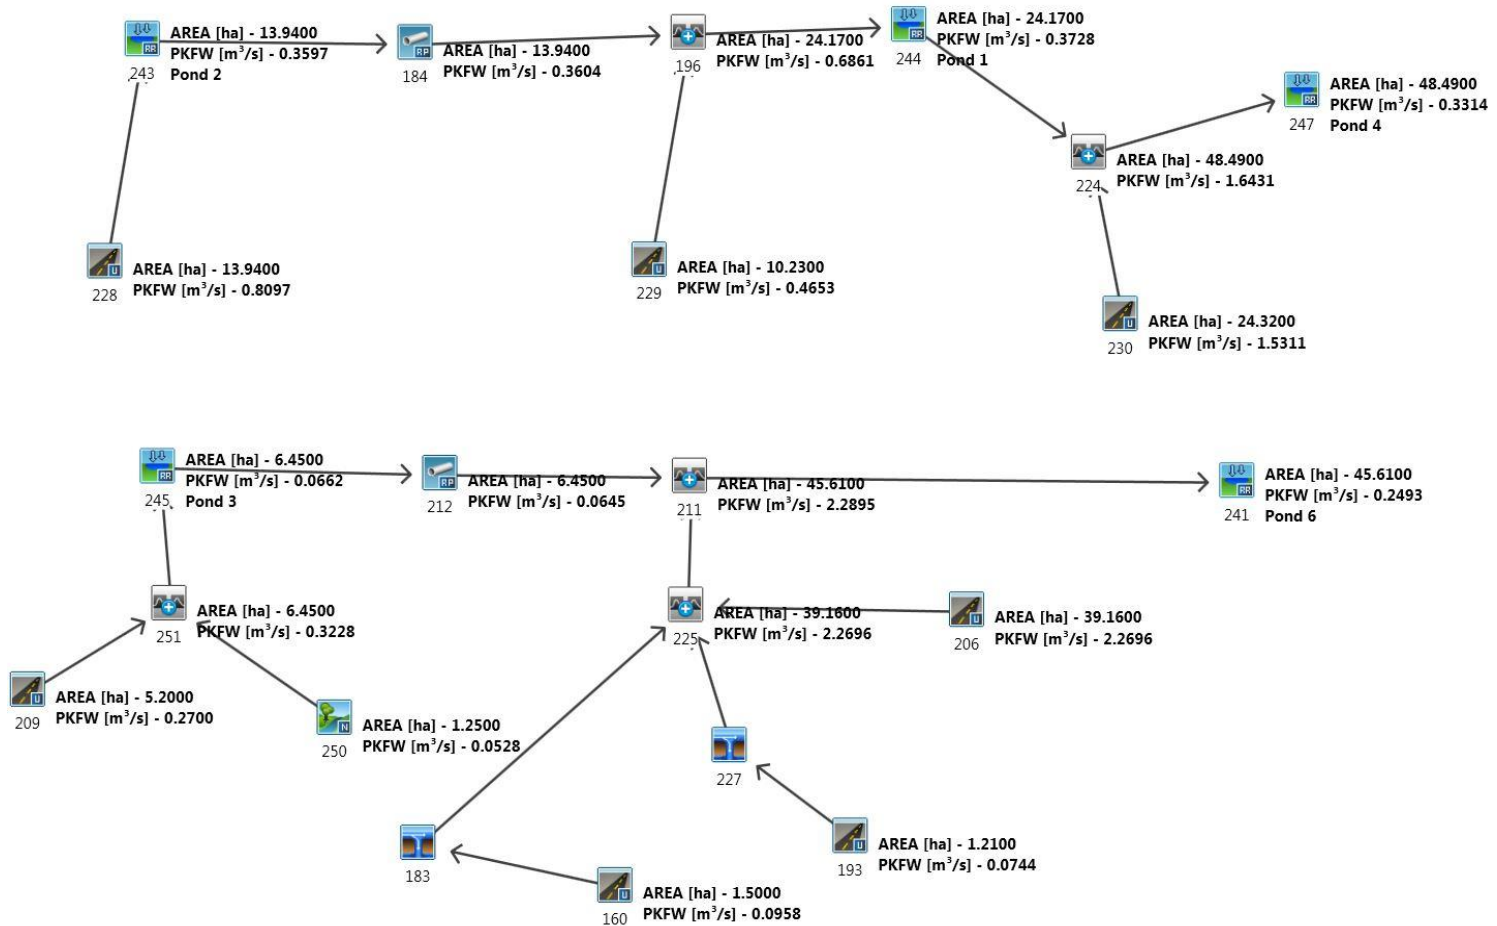 AREA [ha] - 13.9400
PKFW [m³/s] - 0.3597
Pond 2
RR
243
AREA [ha] - 13.9400
PKFW [m³/s] - 0.3604
RP
184
AREA [ha] - 24.1700
PKFW [m³/s] - 0.6861
196
AREA [ha] - 24.1700
PKFW [m³/s] - 0.3728
Pond 1
RR
244
AREA [ha] - 48.4900
PKFW [m³/s] - 0.3314
Pond 4
RR
247
AREA [ha] - 48.4900
PKFW [m³/s] - 1.6431
224
AREA [ha] - 13.9400
PKFW [m³/s] - 0.8097
U
228
AREA [ha] - 10.2300
PKFW [m³/s] - 0.4653
U
229
AREA [ha] - 24.3200
PKFW [m³/s] - 1.5311
U
230
AREA [ha] - 6.4500
PKFW [m³/s] - 0.0662
Pond 3
RR
245
AREA [ha] - 6.4500
PKFW [m³/s] - 0.0645
RP
212
AREA [ha] - 45.6100
PKFW [m³/s] - 2.2895
211
AREA [ha] - 45.6100
PKFW [m³/s] - 0.2493
Pond 6
RR
241
AREA [ha] - 6.4500
PKFW [m³/s] - 0.3228
251
AREA [ha] - 39.1600
PKFW [m³/s] - 2.2696
225
AREA [ha] - 39.1600
PKFW [m³/s] - 2.2696
U
206
AREA [ha] - 5.2000
PKFW [m³/s] - 0.2700
U
209
AREA [ha] - 1.2500
PKFW [m³/s] - 0.0528
N
250
227
AREA [ha] - 1.2100
PKFW [m³/s] - 0.0744
U
193
183
AREA [ha] - 1.5000
PKFW [m³/s] - 0.0958
U
160